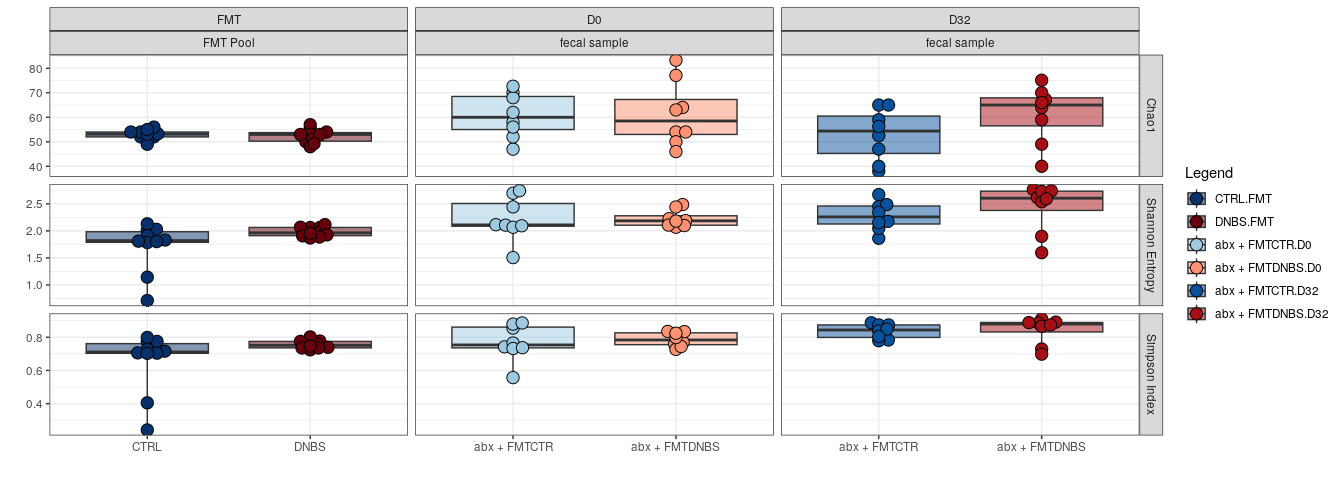 FMT
D0
D32
FMT Pool
fecal sample
fecal sample
80
70
60
50
40
Chao1
2.5
2.0
1.5
1.0
Shannon Entropy
0.8
0.6
0.4
Simpson Index
CTRL
DNBS
abx + FMTCTR
abx + FMTDNBS
abx + FMTCTR
abx + FMTDNBS
Legend
CTRL.FMT
DNBS.FMT
abx + FMTCTR.D0
abx + FMTDNBS.D0
abx + FMTCTR.D32
abx + FMTDNBS.D32